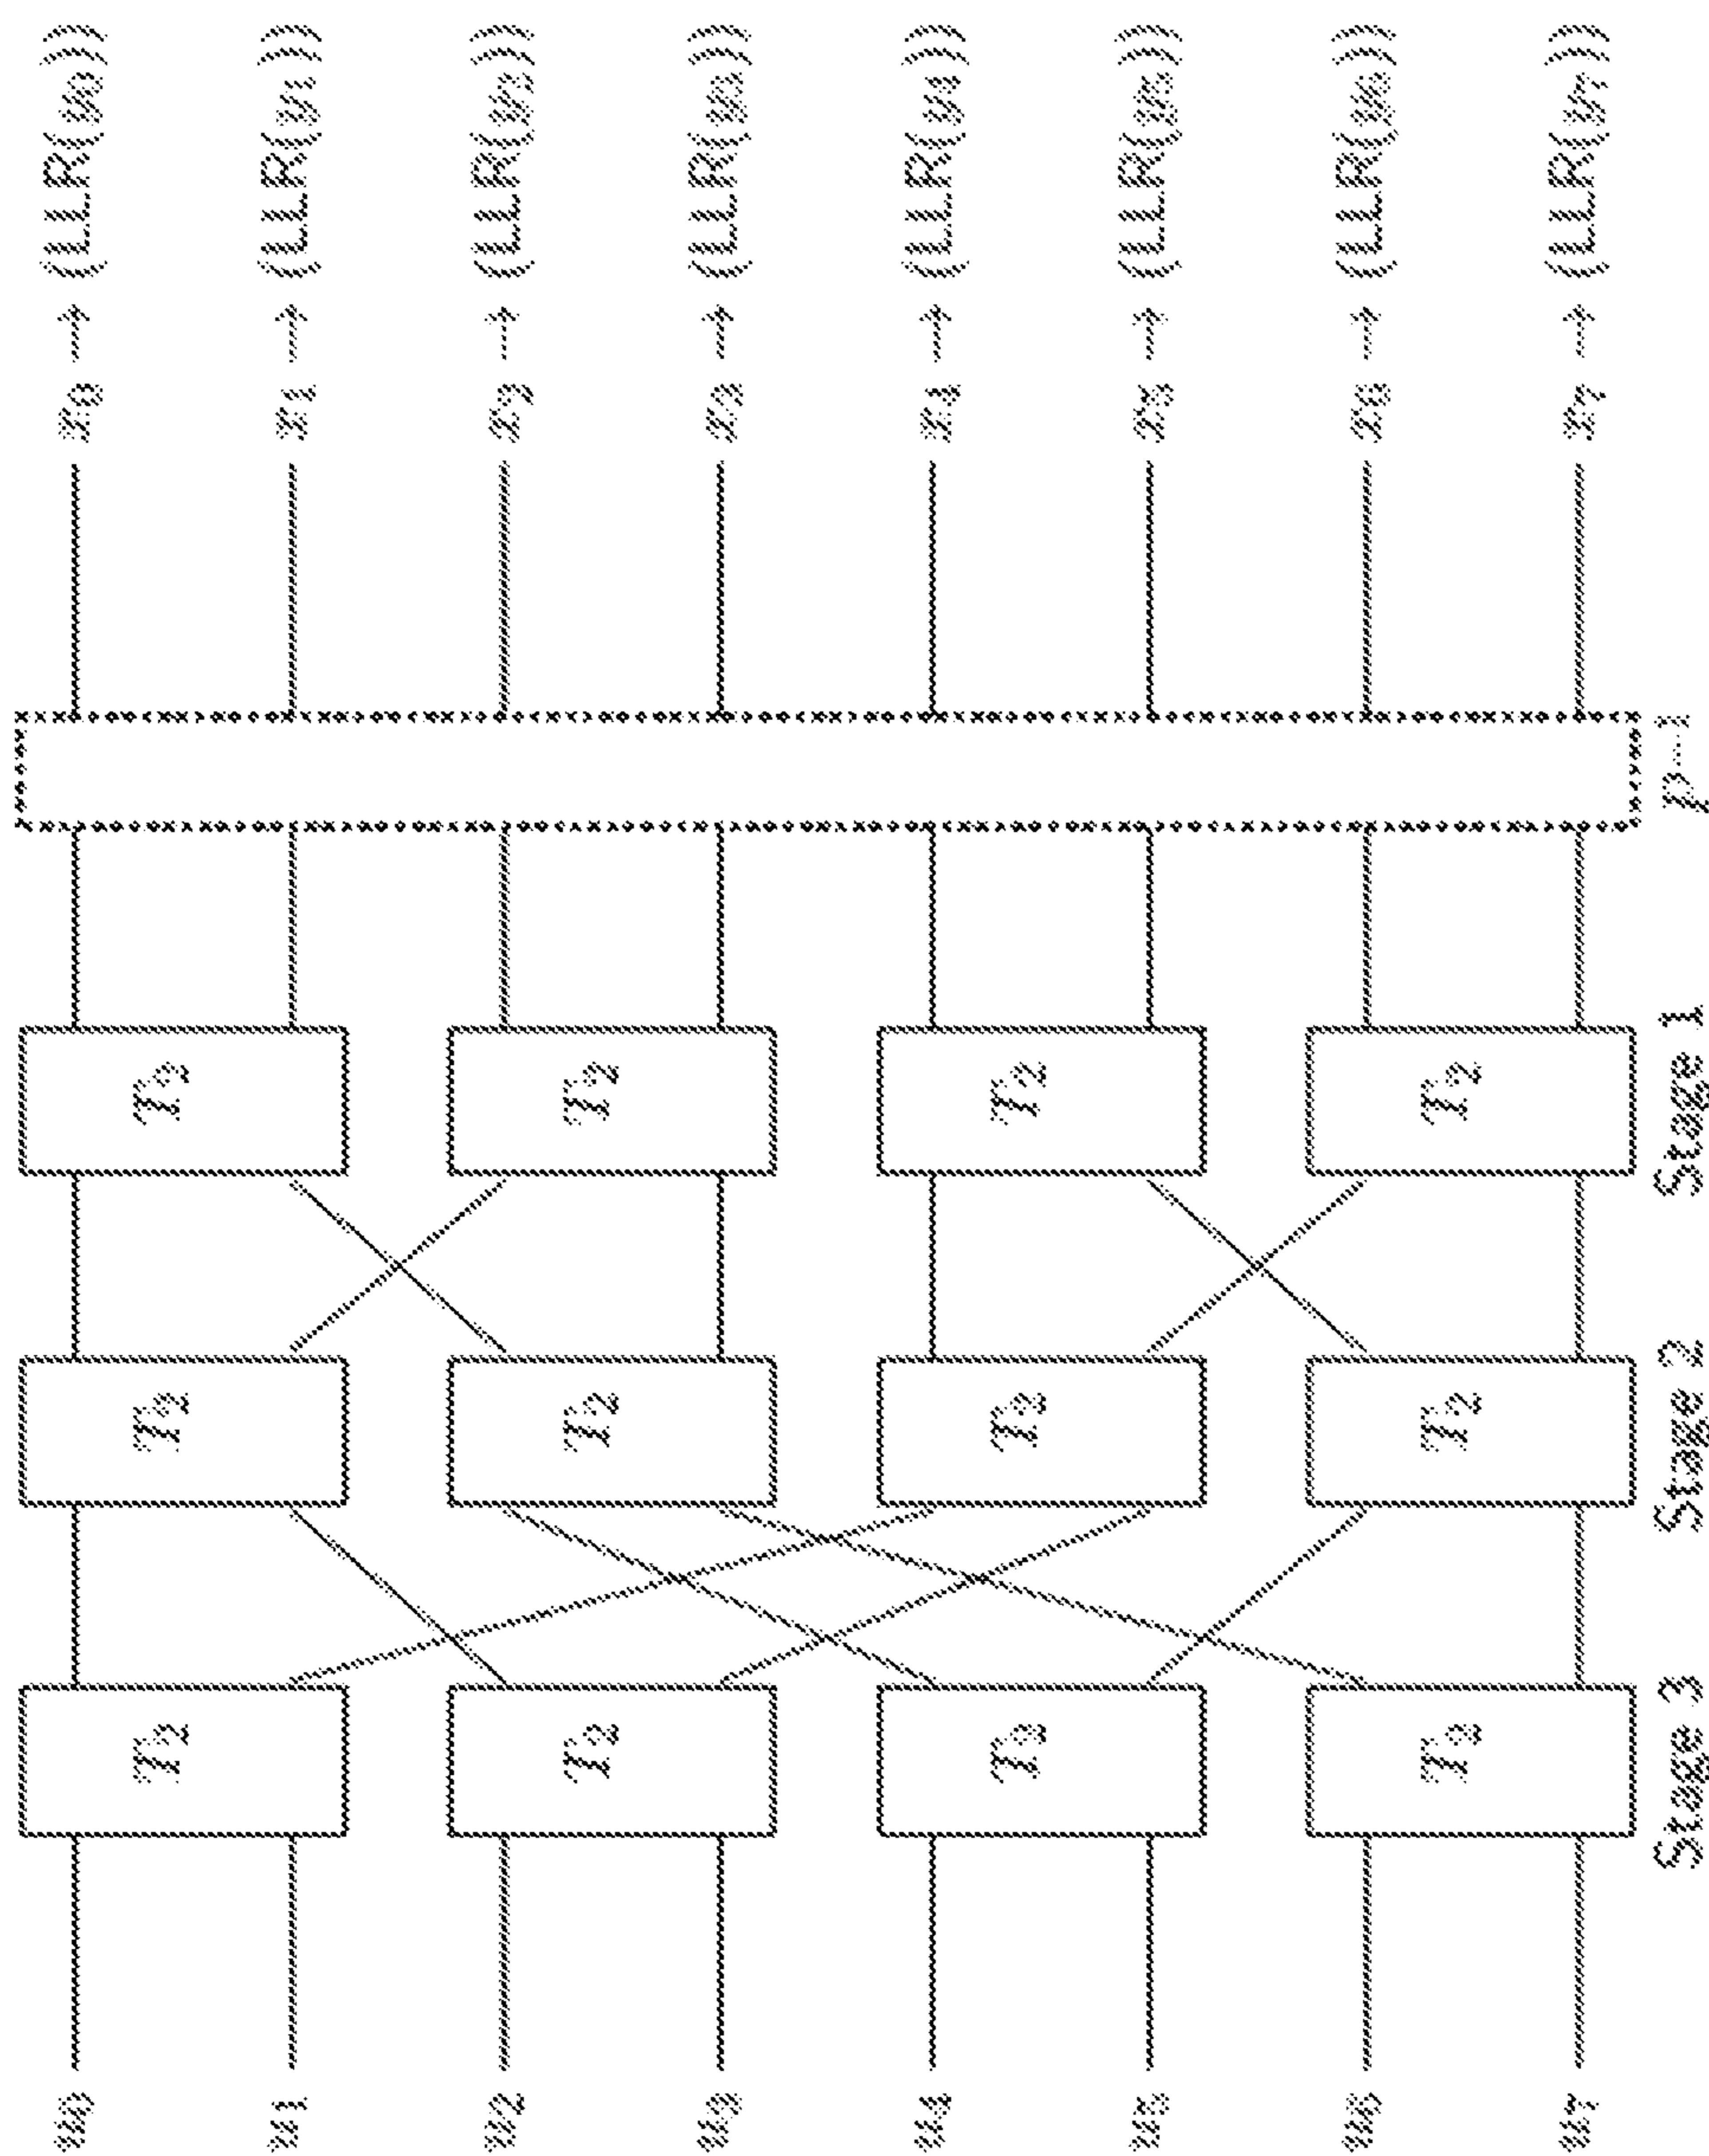 u0
u1
u2
u3
u4
u5
u6
u7
T2 T2 T2
T2 T2 T2
T2 T2 T2
T2 T2 T2
Stage 3 Stage 2 Stage 1 p−1
x0 → (LLR(y0))
x1 → (LLR(y1))
x2 → (LLR(y2))
x3 → (LLR(y3))
x4 → (LLR(y4))
x5 → (LLR(y5))
x6 → (LLR(y6))
x7 → (LLR(y7))